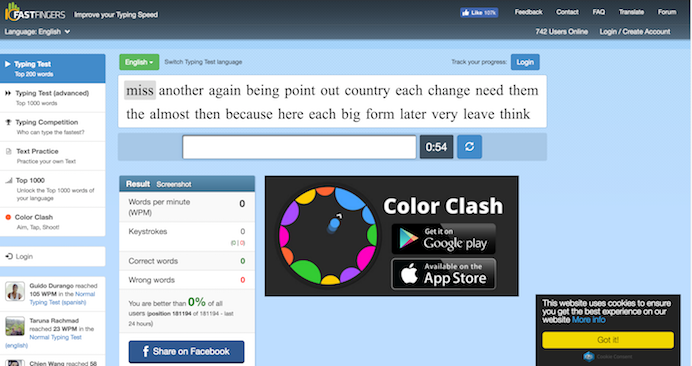 10FASTFINGERS
Improve your Typing Speed
Like 107k
Feedback Contact FAQ Translate Forum
Language: English
742 Users Online Login / Create Account
Typing Test
Top 200 words
Typing Test (advanced)
Top 1000 words
Typing Competition
Who can type the fastest?
Text Practice
Practice your own Text
Top 1000
Unlock the Top 1000 words of
your language
Color Clash
Aim, Tap, Shoot!
Login
Guido Durango reached
105 WPM in the Normal
Typing Test (spanish)
Taruna Rachmad
reached 23 WPM in the
Normal Typing Test
(english)
Chien Wang reached 58
English
Switch Typing Test language
Track your progress: Login
miss another again being point out country each change need them
the almost then because here each big form later very leave think
0:54
Result Screenshot
Words per minute
(WPM)
0
Keystrokes
0
(0 | 0)
Correct words 0
Wrong words 0
You are better than 0% of all
users (position 181194 of 181194 - last
24 hours)
Share on Facebook
Color Clash
Get it on
Google play
Available on the
App Store
This website uses cookies to ensure
you get the best experience on our
website More info
Got it!
Cookie Consent